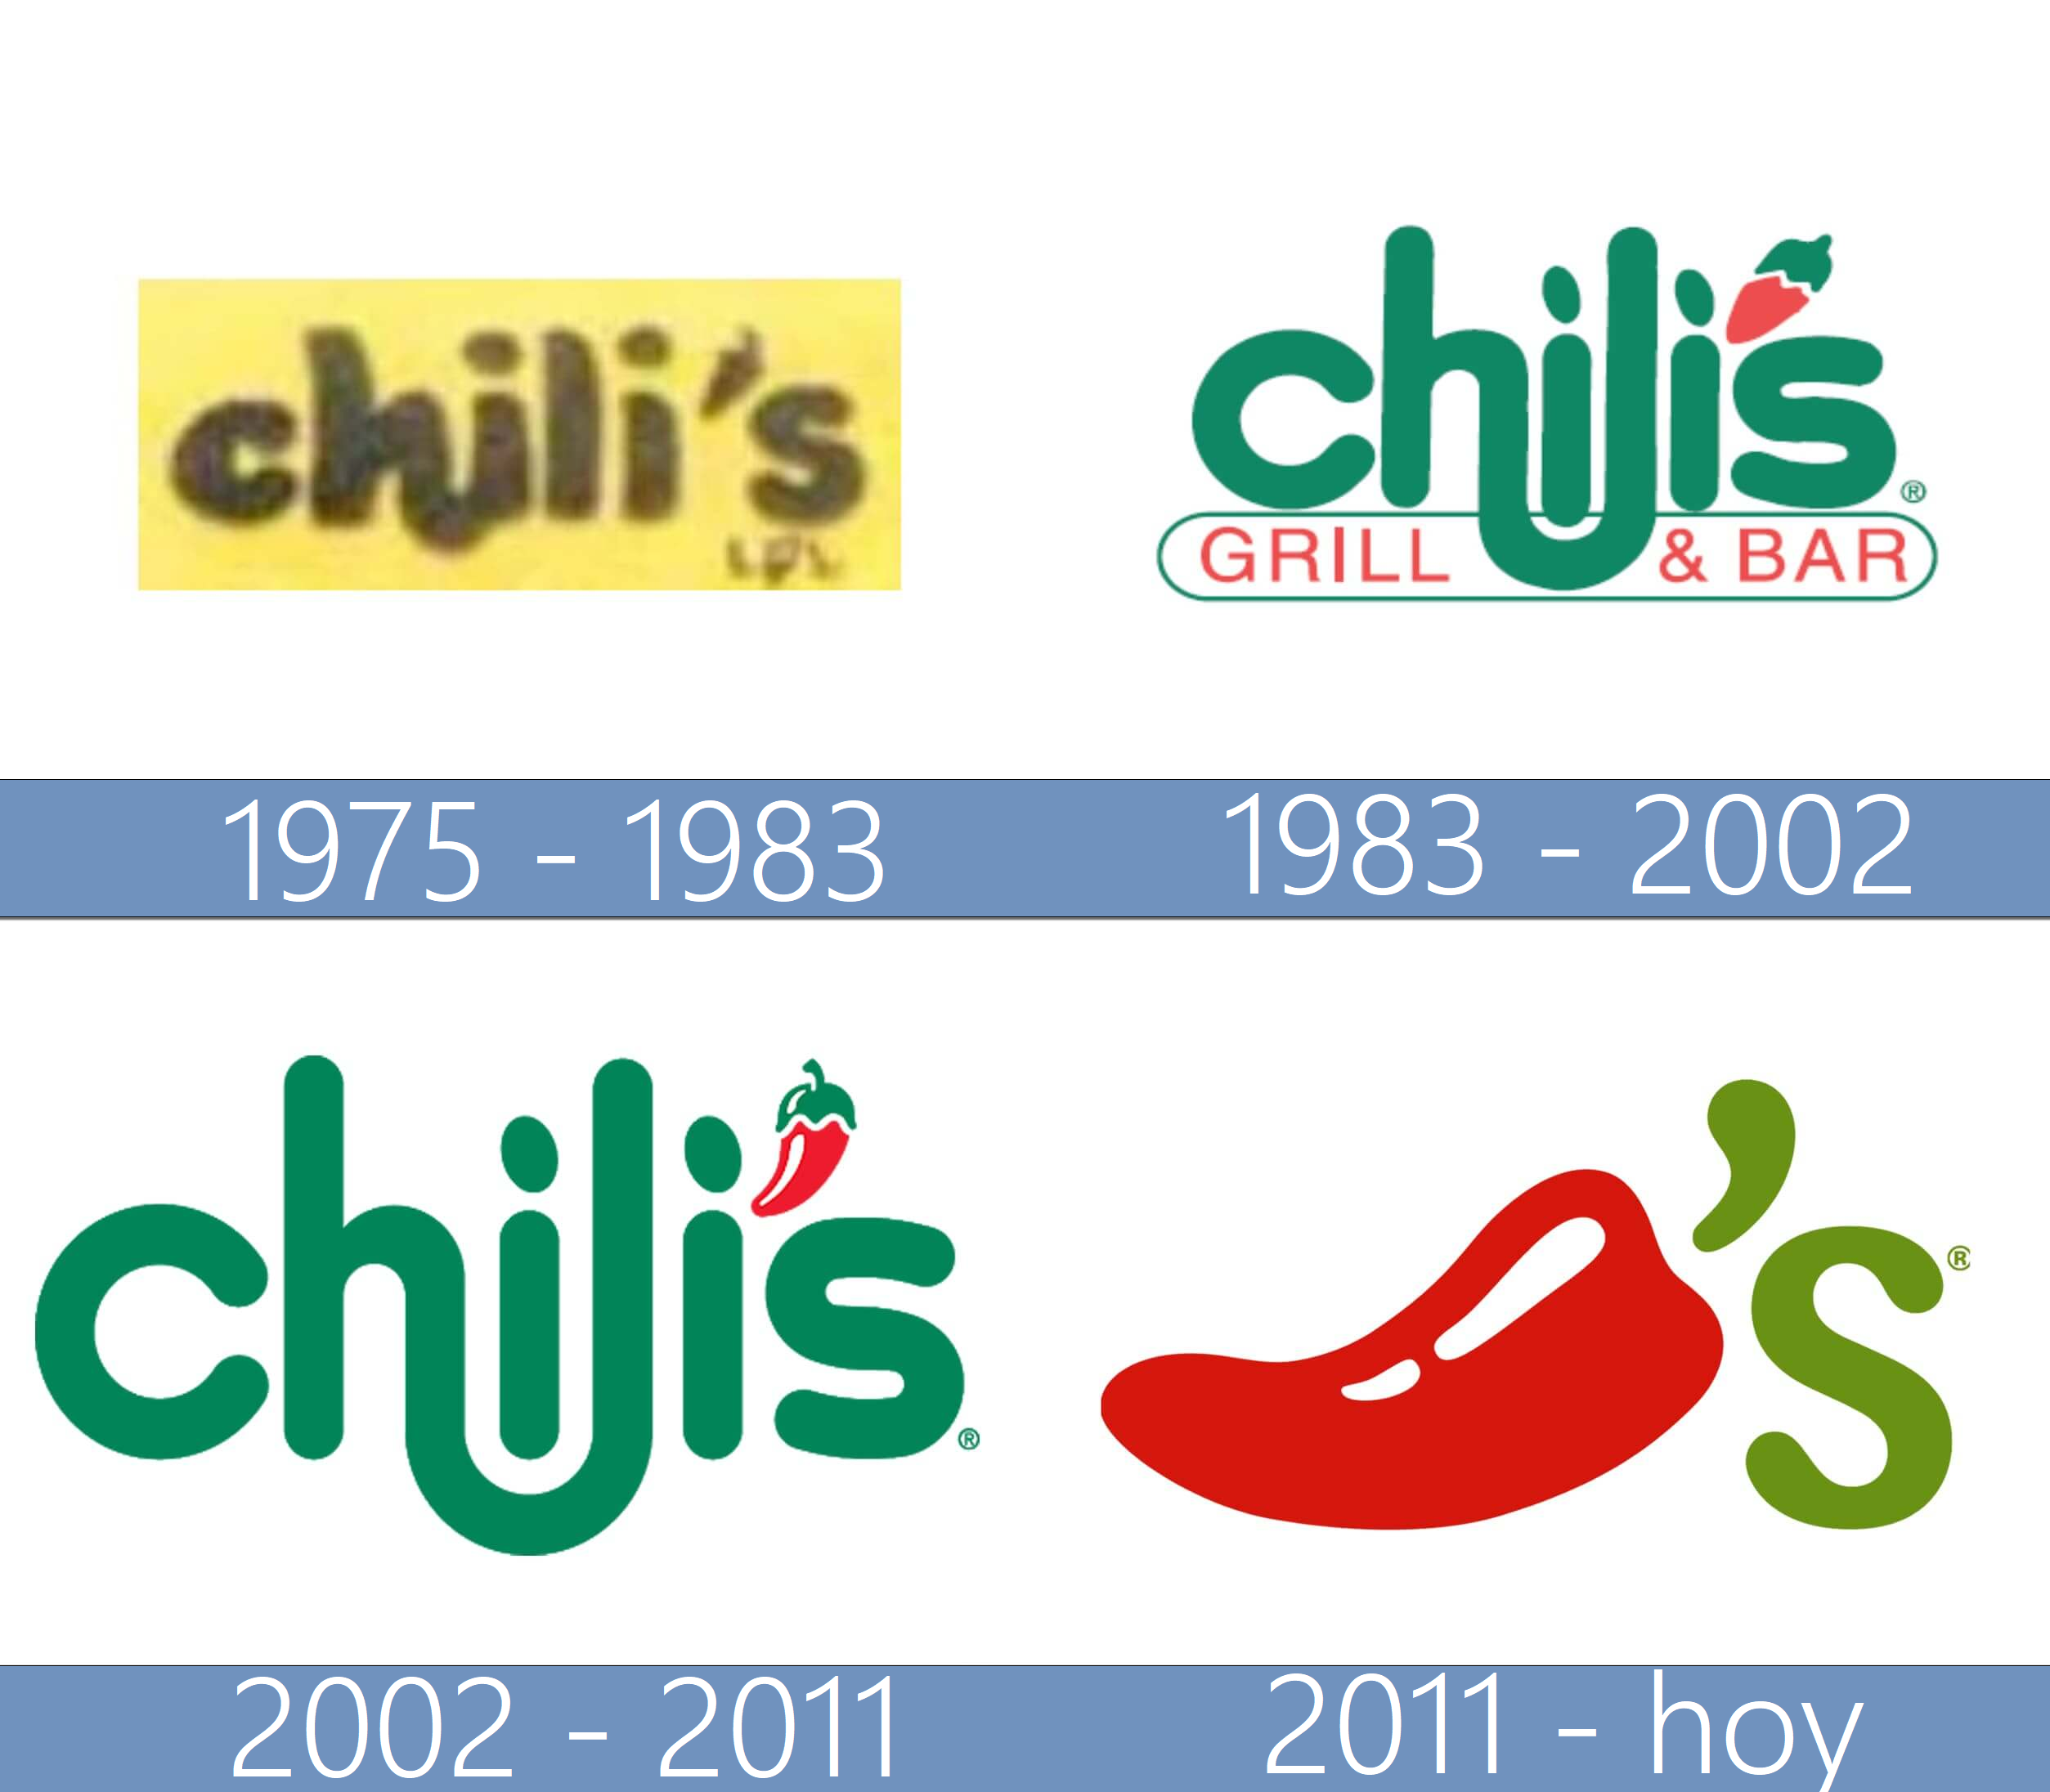 chili's
chili's
®
GRILL & BAR
1975 - 1983
1983 - 2002
chili's
®
's
®
2002 - 2011
2011 - hoy